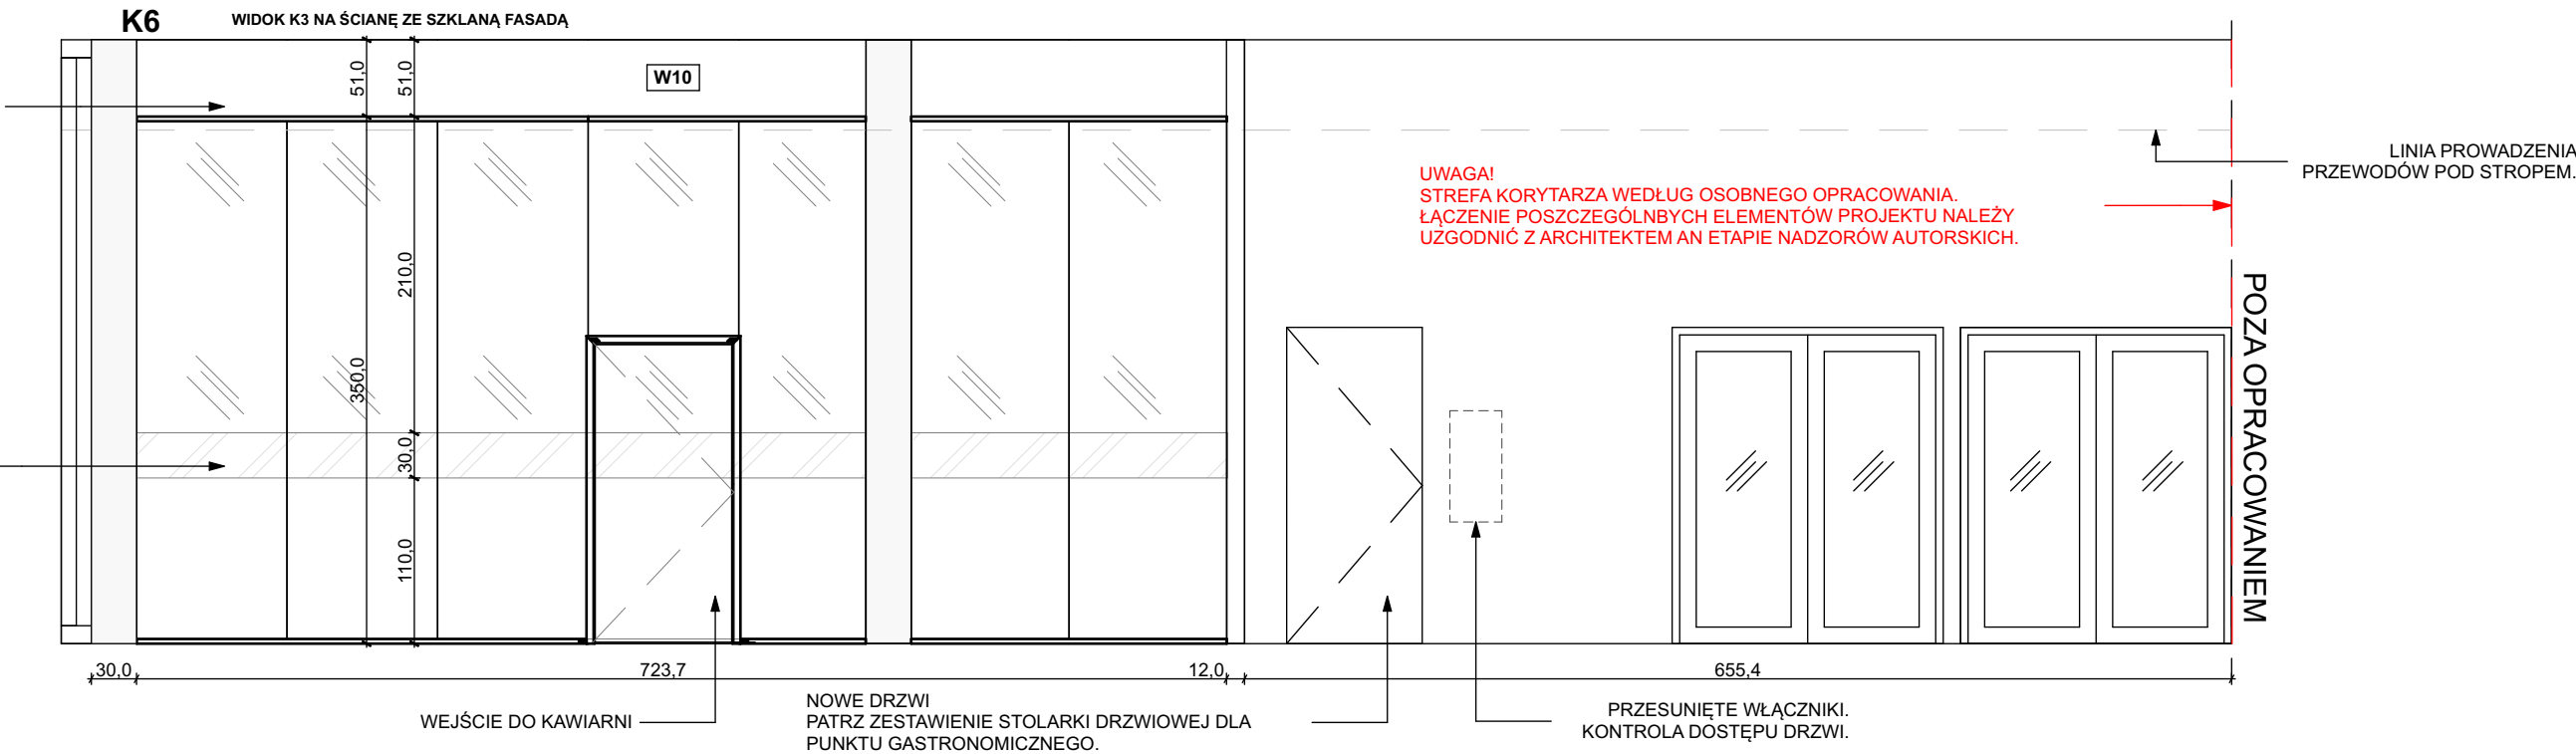 K6
WIDOK K3 NA ŚCIANĘ ZE SZKLANĄ FASADĄ
51,0
51,0
W10
LINIA PROWADZENIA
PRZEWODÓW POD STROPEM.
UWAGA!
STREFA KORYTARZA WEDŁUG OSOBNEGO OPRACOWANIA.
ŁĄCZENIE POSZCZEGÓLNBYCH ELEMENTÓW PROJEKTU NALEŻY
UZGODNIĆ Z ARCHITEKTEM AN ETAPIE NADZORÓW AUTORSKICH.
210,0
350,0
30,0
110,0
POZA OPRACOWANIEM
30,0
723,7
12,0
655,4
WEJŚCIE DO KAWIARNI
NOWE DRZWI
PATRZ ZESTAWIENIE STOLARKI DRZWIOWEJ DLA
PUNKTU GASTRONOMICZNEGO.
PRZESUNIĘTE WŁĄCZNIKI.
KONTROLA DOSTĘPU DRZWI.